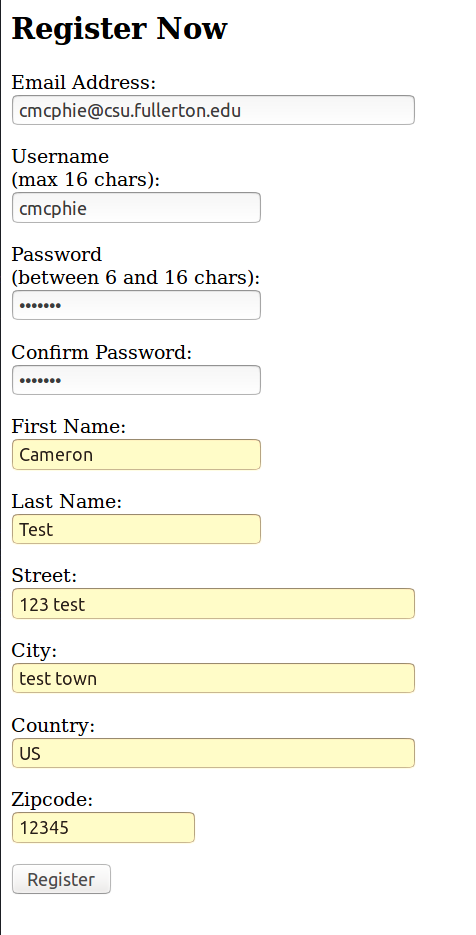 Register Now
Email Address:
cmcphie@csu.fullerton.edu
Username
(max 16 chars):
cmcphie
Password
(between 6 and 16 chars):
•••••••
Confirm Password:
•••••••
First Name:
Cameron
Last Name:
Test
Street:
123 test
City:
test town
Country:
US
Zipcode:
12345
Register